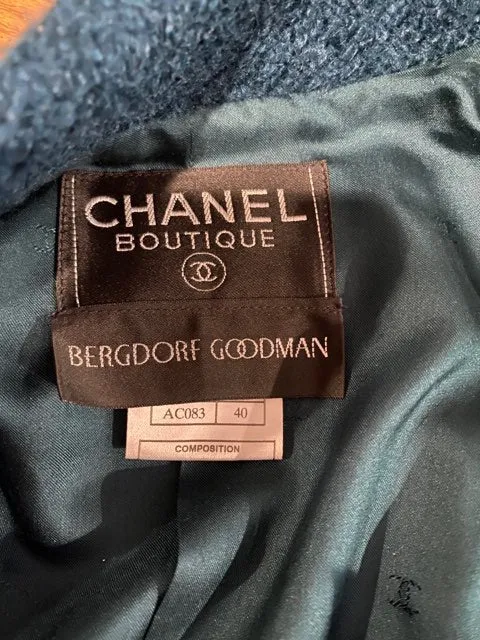 CHANEL
BOUTIQUE
BERGDORF GOODMAN
AC083 40
COMPOSITION